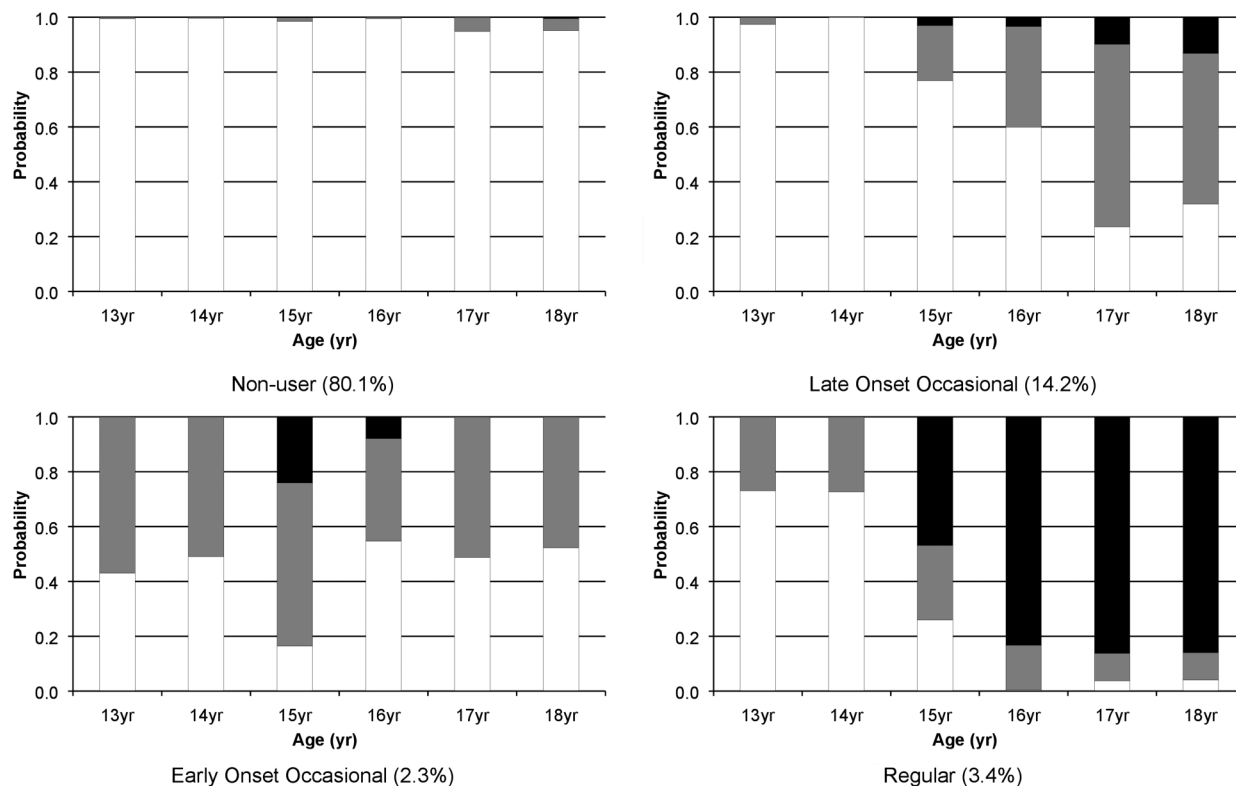 1.0
0.8
0.6
0.4
0.2
0.0
Probability
13yr 14yr 15yr 16yr 17yr 18yr
Age (yr)
Non-user (80.1%)
1.0
0.8
0.6
0.4
0.2
0.0
Probability
13yr 14yr 15yr 16yr 17yr 18yr
Age (yr)
Late Onset Occasional (14.2%)
1.0
0.8
0.6
0.4
0.2
0.0
Probability
13yr 14yr 15yr 16yr 17yr 18yr
Age (yr)
Early Onset Occasional (2.3%)
1.0
0.8
0.6
0.4
0.2
0.0
Probability
13yr 14yr 15yr 16yr 17yr 18yr
Age (yr)
Regular (3.4%)